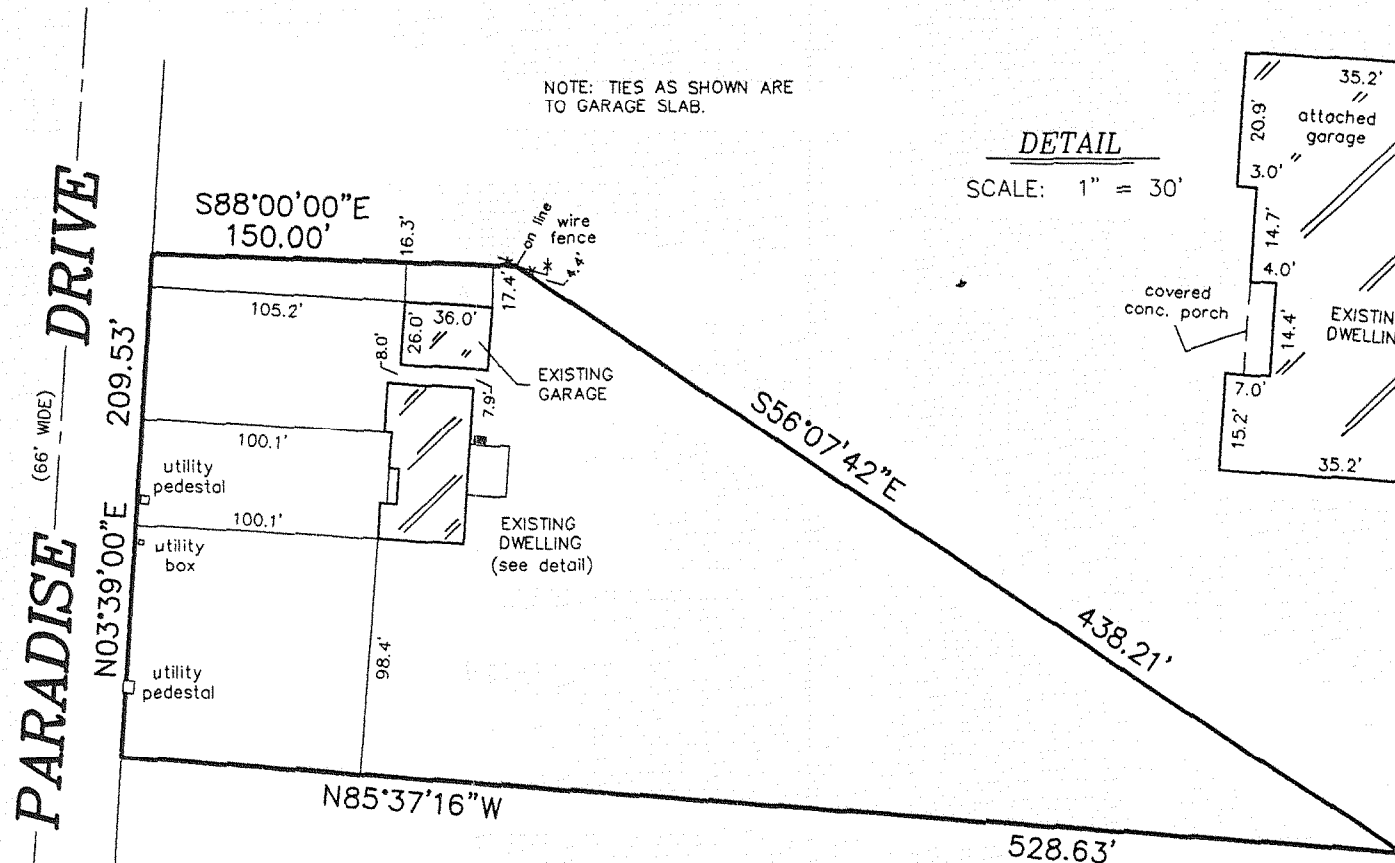 NOTE: TIES AS SHOWN ARE
TO GARAGE SLAB.
DETAIL
SCALE: 1" = 30'
35.2'
attached
garage
20.9'
3.0'
14.7'
4.0'
covered
conc. porch
14.4'
EXISTIN
DWELLIN
7.0'
15.2'
35.2'
PARADISE DRIVE
(66' WIDE)
N03°39'00"E 209.53'
S88°00'00"E
150.00'
16.3'
on line
wire
fence
4.4'
17.4'
105.2'
36.0'
26.0'
8.0'
EXISTING
GARAGE
7.9'
100.1'
utility
pedestal
100.1'
utility
box
EXISTING
DWELLING
(see detail)
98.4'
utility
pedestal
S56°07'42"E
438.21'
N85°37'16"W
528.63'